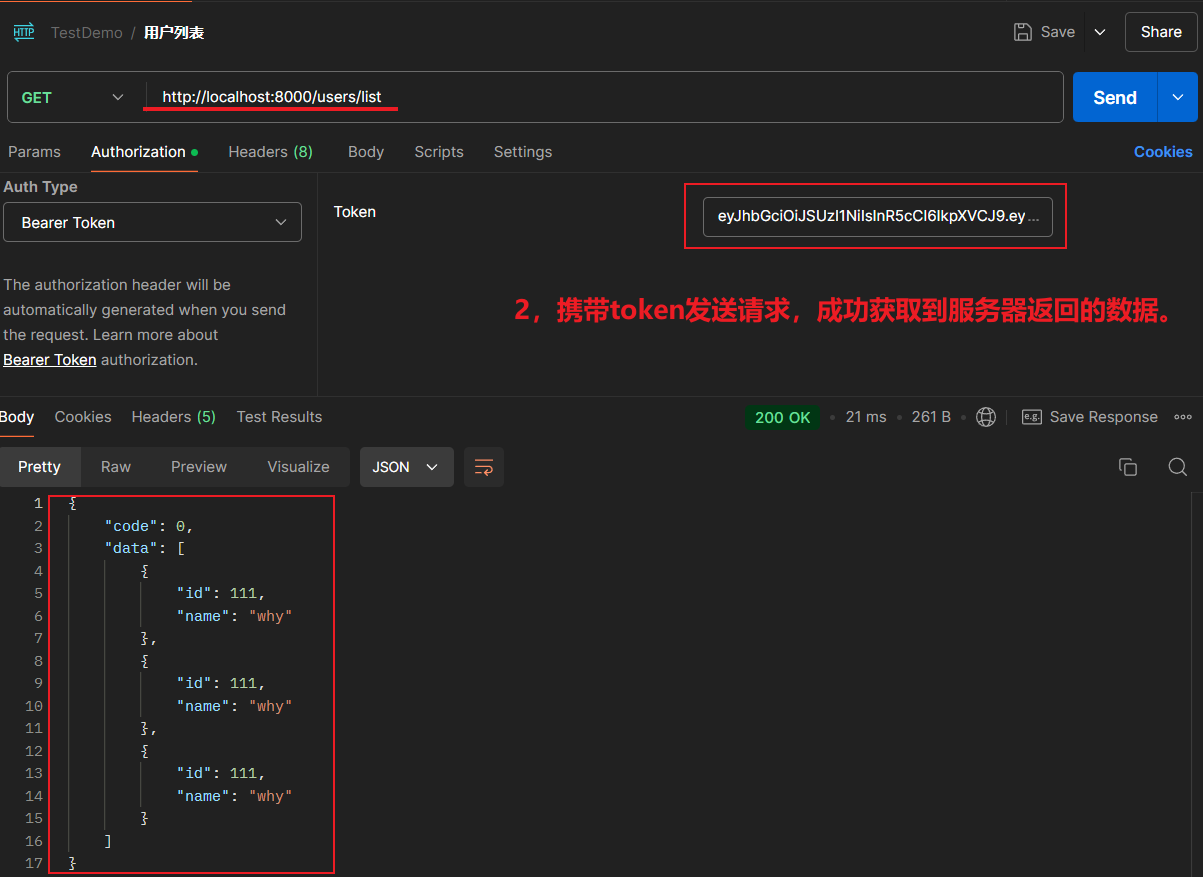 HTTP TestDemo / 用户列表 Save Share
GET http://localhost:8000/users/list Send
Params Authorization Headers (8) Body Scripts Settings Cookies
Auth Type
Bearer Token
Token eyJhbGciOiJSUzI1NiIsInR5cCI6IkpXVCJ9.ey...
The authorization header will be
automatically generated when you send
the request. Learn more about
Bearer Token authorization.
2，携带token发送请求，成功获取到服务器返回的数据。
Body Cookies Headers (5) Test Results 200 OK 21 ms 261 B e.g. Save Response
Pretty Raw Preview Visualize JSON
1 {
2 "code": 0,
3 "data": [
4 {
5 "id": 111,
6 "name": "why"
7 },
8 {
9 "id": 111,
10 "name": "why"
11 },
12 {
13 "id": 111,
14 "name": "why"
15 }
16 ]
17 }